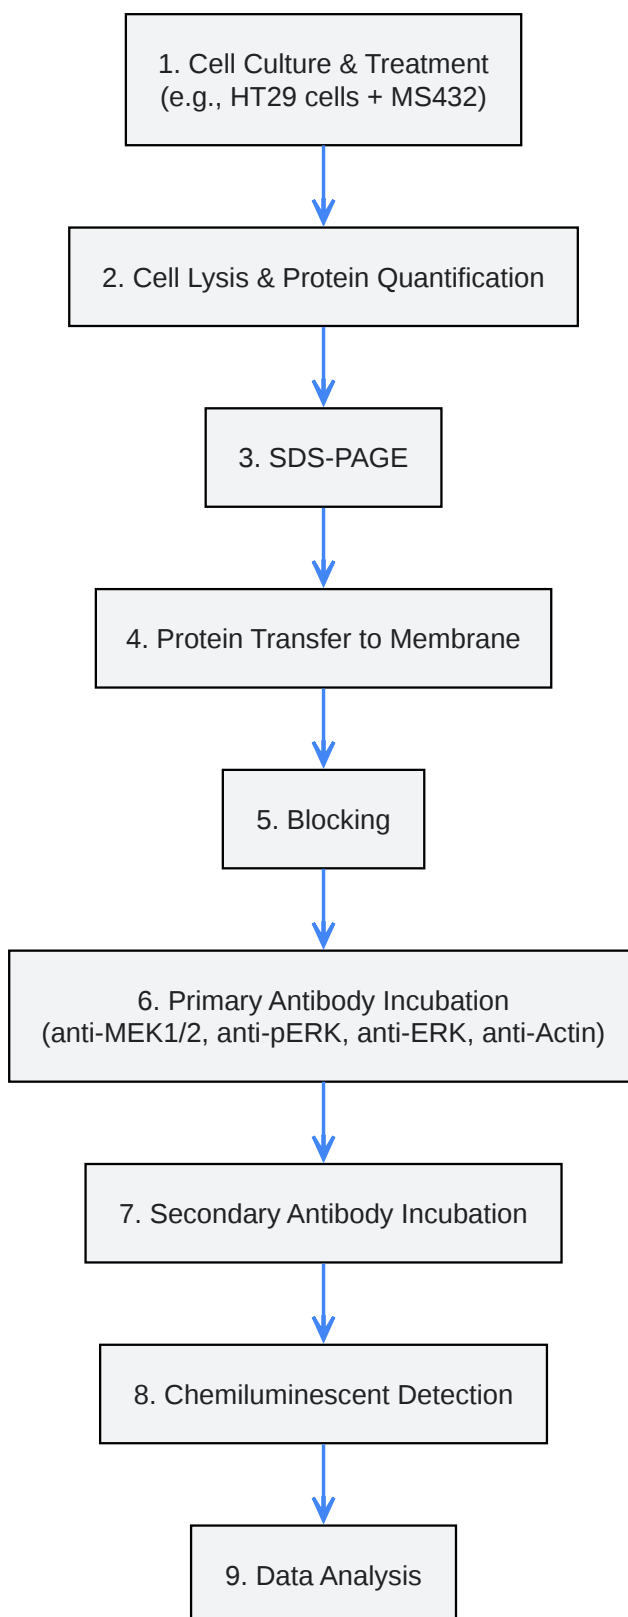 1. Cell Culture & Treatment
(e.g., HT29 cells + MS432)
2. Cell Lysis & Protein Quantification
3. SDS-PAGE
4. Protein Transfer to Membrane
5. Blocking
6. Primary Antibody Incubation
(anti-MEK1/2, anti-pERK, anti-ERK, anti-Actin)
7. Secondary Antibody Incubation
8. Chemiluminescent Detection
9. Data Analysis